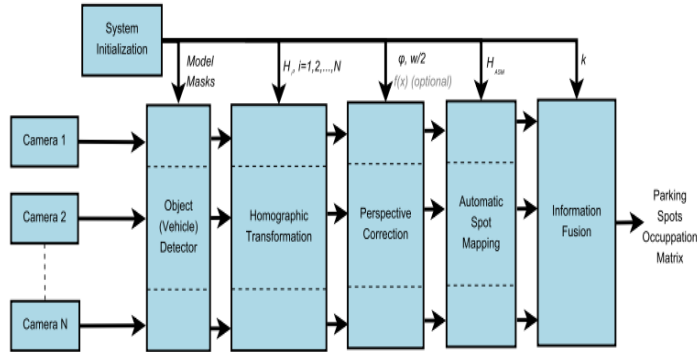 System
Initialization
Model
Masks
H_i, i=1,2,...,N
φ, w/2
f(x) (optional)
H_ASM
k
Camera 1
Camera 2
Camera N
Object
(Vehicle)
Detector
Homographic
Transformation
Perspective
Correction
Automatic
Spot
Mapping
Information
Fusion
Parking
Spots
Occuppation
Matrix